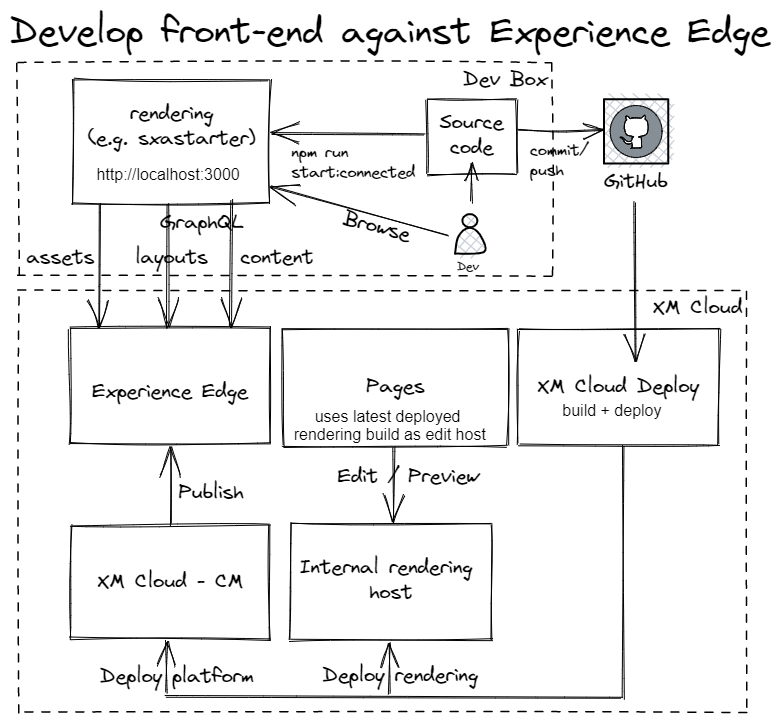 Develop front-end against Experience Edge
Dev Box
rendering
(e.g. sxastarter)
http://localhost:3000
Source
code
npm run
start:connected
commit/
push
GitHub
Browse
Dev
GraphQL
assets
layouts
content
XM Cloud
Experience Edge
Pages
uses latest deployed
rendering build as edit host
XM Cloud Deploy
build + deploy
Publish
Edit / Preview
XM Cloud - CM
Internal rendering
host
Deploy platform
Deploy rendering